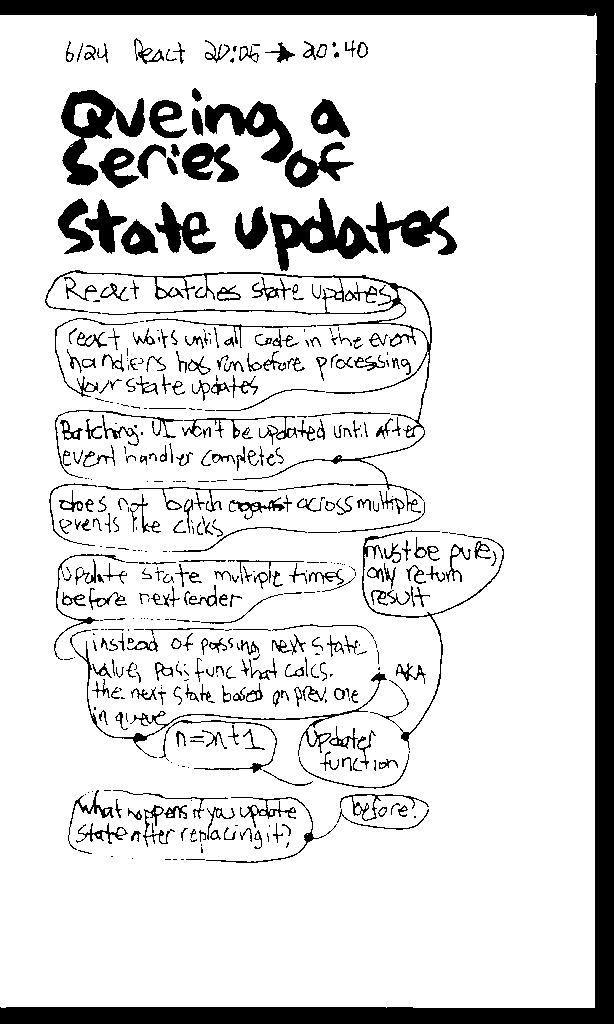 6/24 React 20:05 → 20:40
Queing a
series of
state updates
React batches state updates
react waits until all code in the event
handlers has run before processing
your state updates
Batching: UI won't be updated until after
event handler completes
does not batch across multiple
events like clicks
update state multiple times
before next render
must be pure,
only return
result
instead of passing next state
value, pass func that calcs.
the next state based on prev. one
in queue
AKA
n=>n+1
updater
function
what happens if you update
state after replacing it?
before?